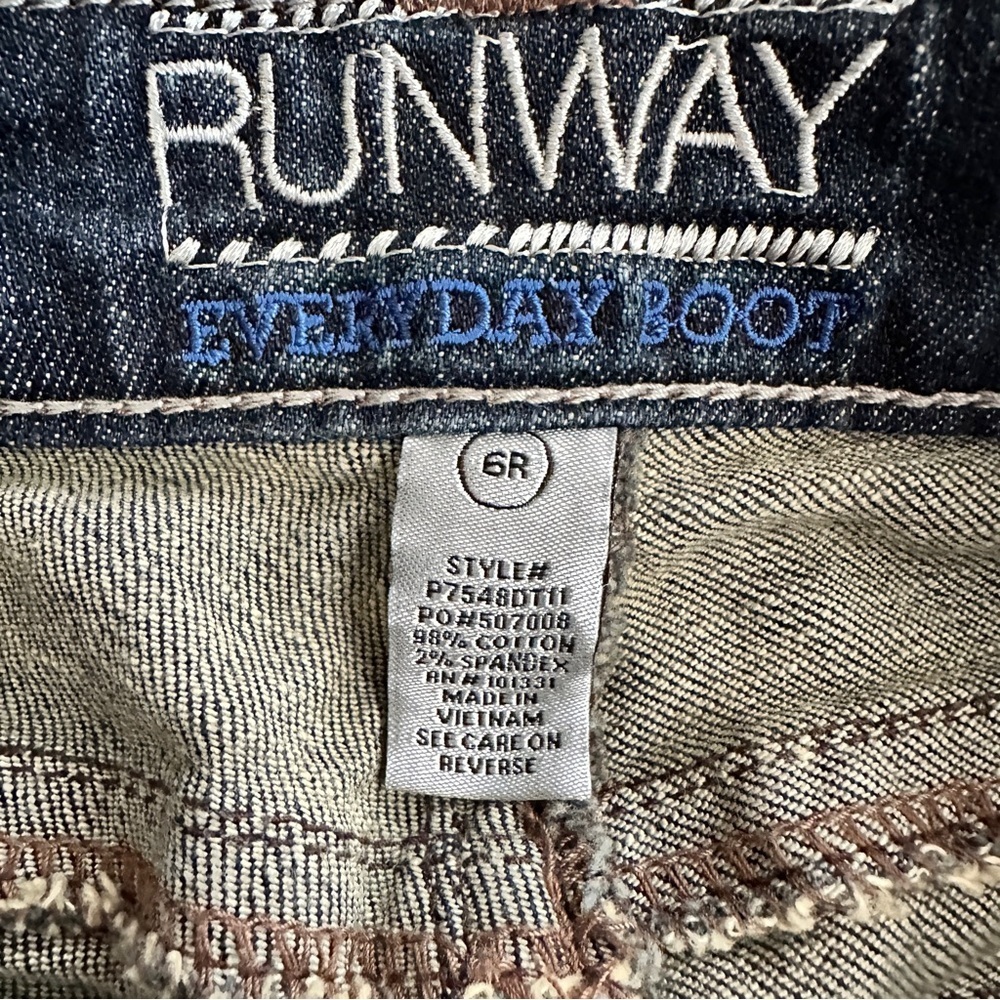 RUNWAY
EVERYDAY BOOT
6R
STYLE#
P7548DT11
PO#507008
98% COTTON
2% SPANDEX
RN# 101331
MADE IN
VIETNAM
SEE CARE ON
REVERSE